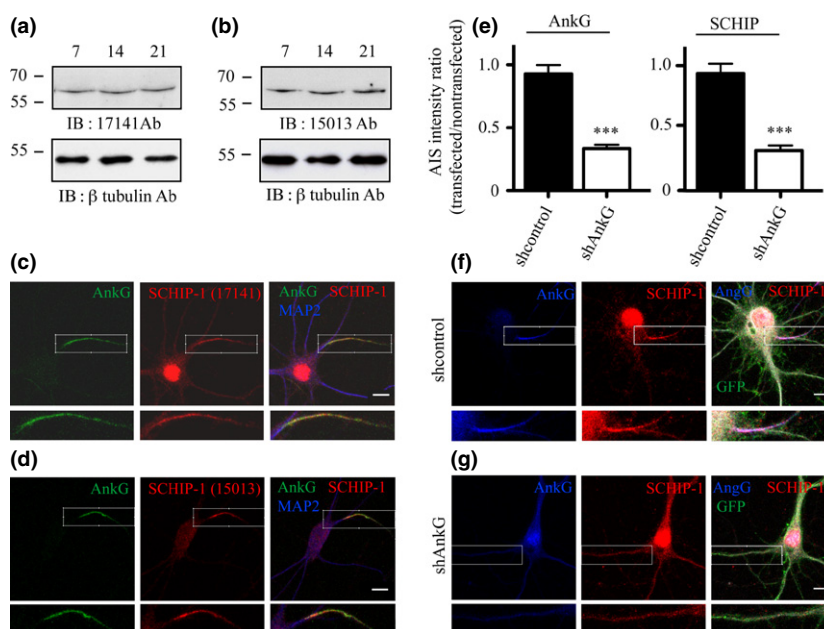 (a)
7 14 21
70
55
IB : 17141Ab
55
IB : β tubulin Ab
(b)
7 14 21
70
55
IB : 15013 Ab
55
IB : β tubulin Ab
(c)
AnkG
SCHIP-1 (17141)
AnkG SCHIP-1
MAP2
(d)
AnkG
SCHIP-1 (15013)
AnkG SCHIP-1
MAP2
(e)
AIS intensity ratio
(transfected/nontransfected)
AnkG
1.0
0.5
0
***
shcontrol
shAnkG
SCHIP
1.0
0.5
0
***
shcontrol
shAnkG
(f)
shcontrol
AnkG
SCHIP-1
AngG SCHIP-1
GFP
(g)
shAnkG
AnkG
SCHIP-1
AngG SCHIP-1
GFP